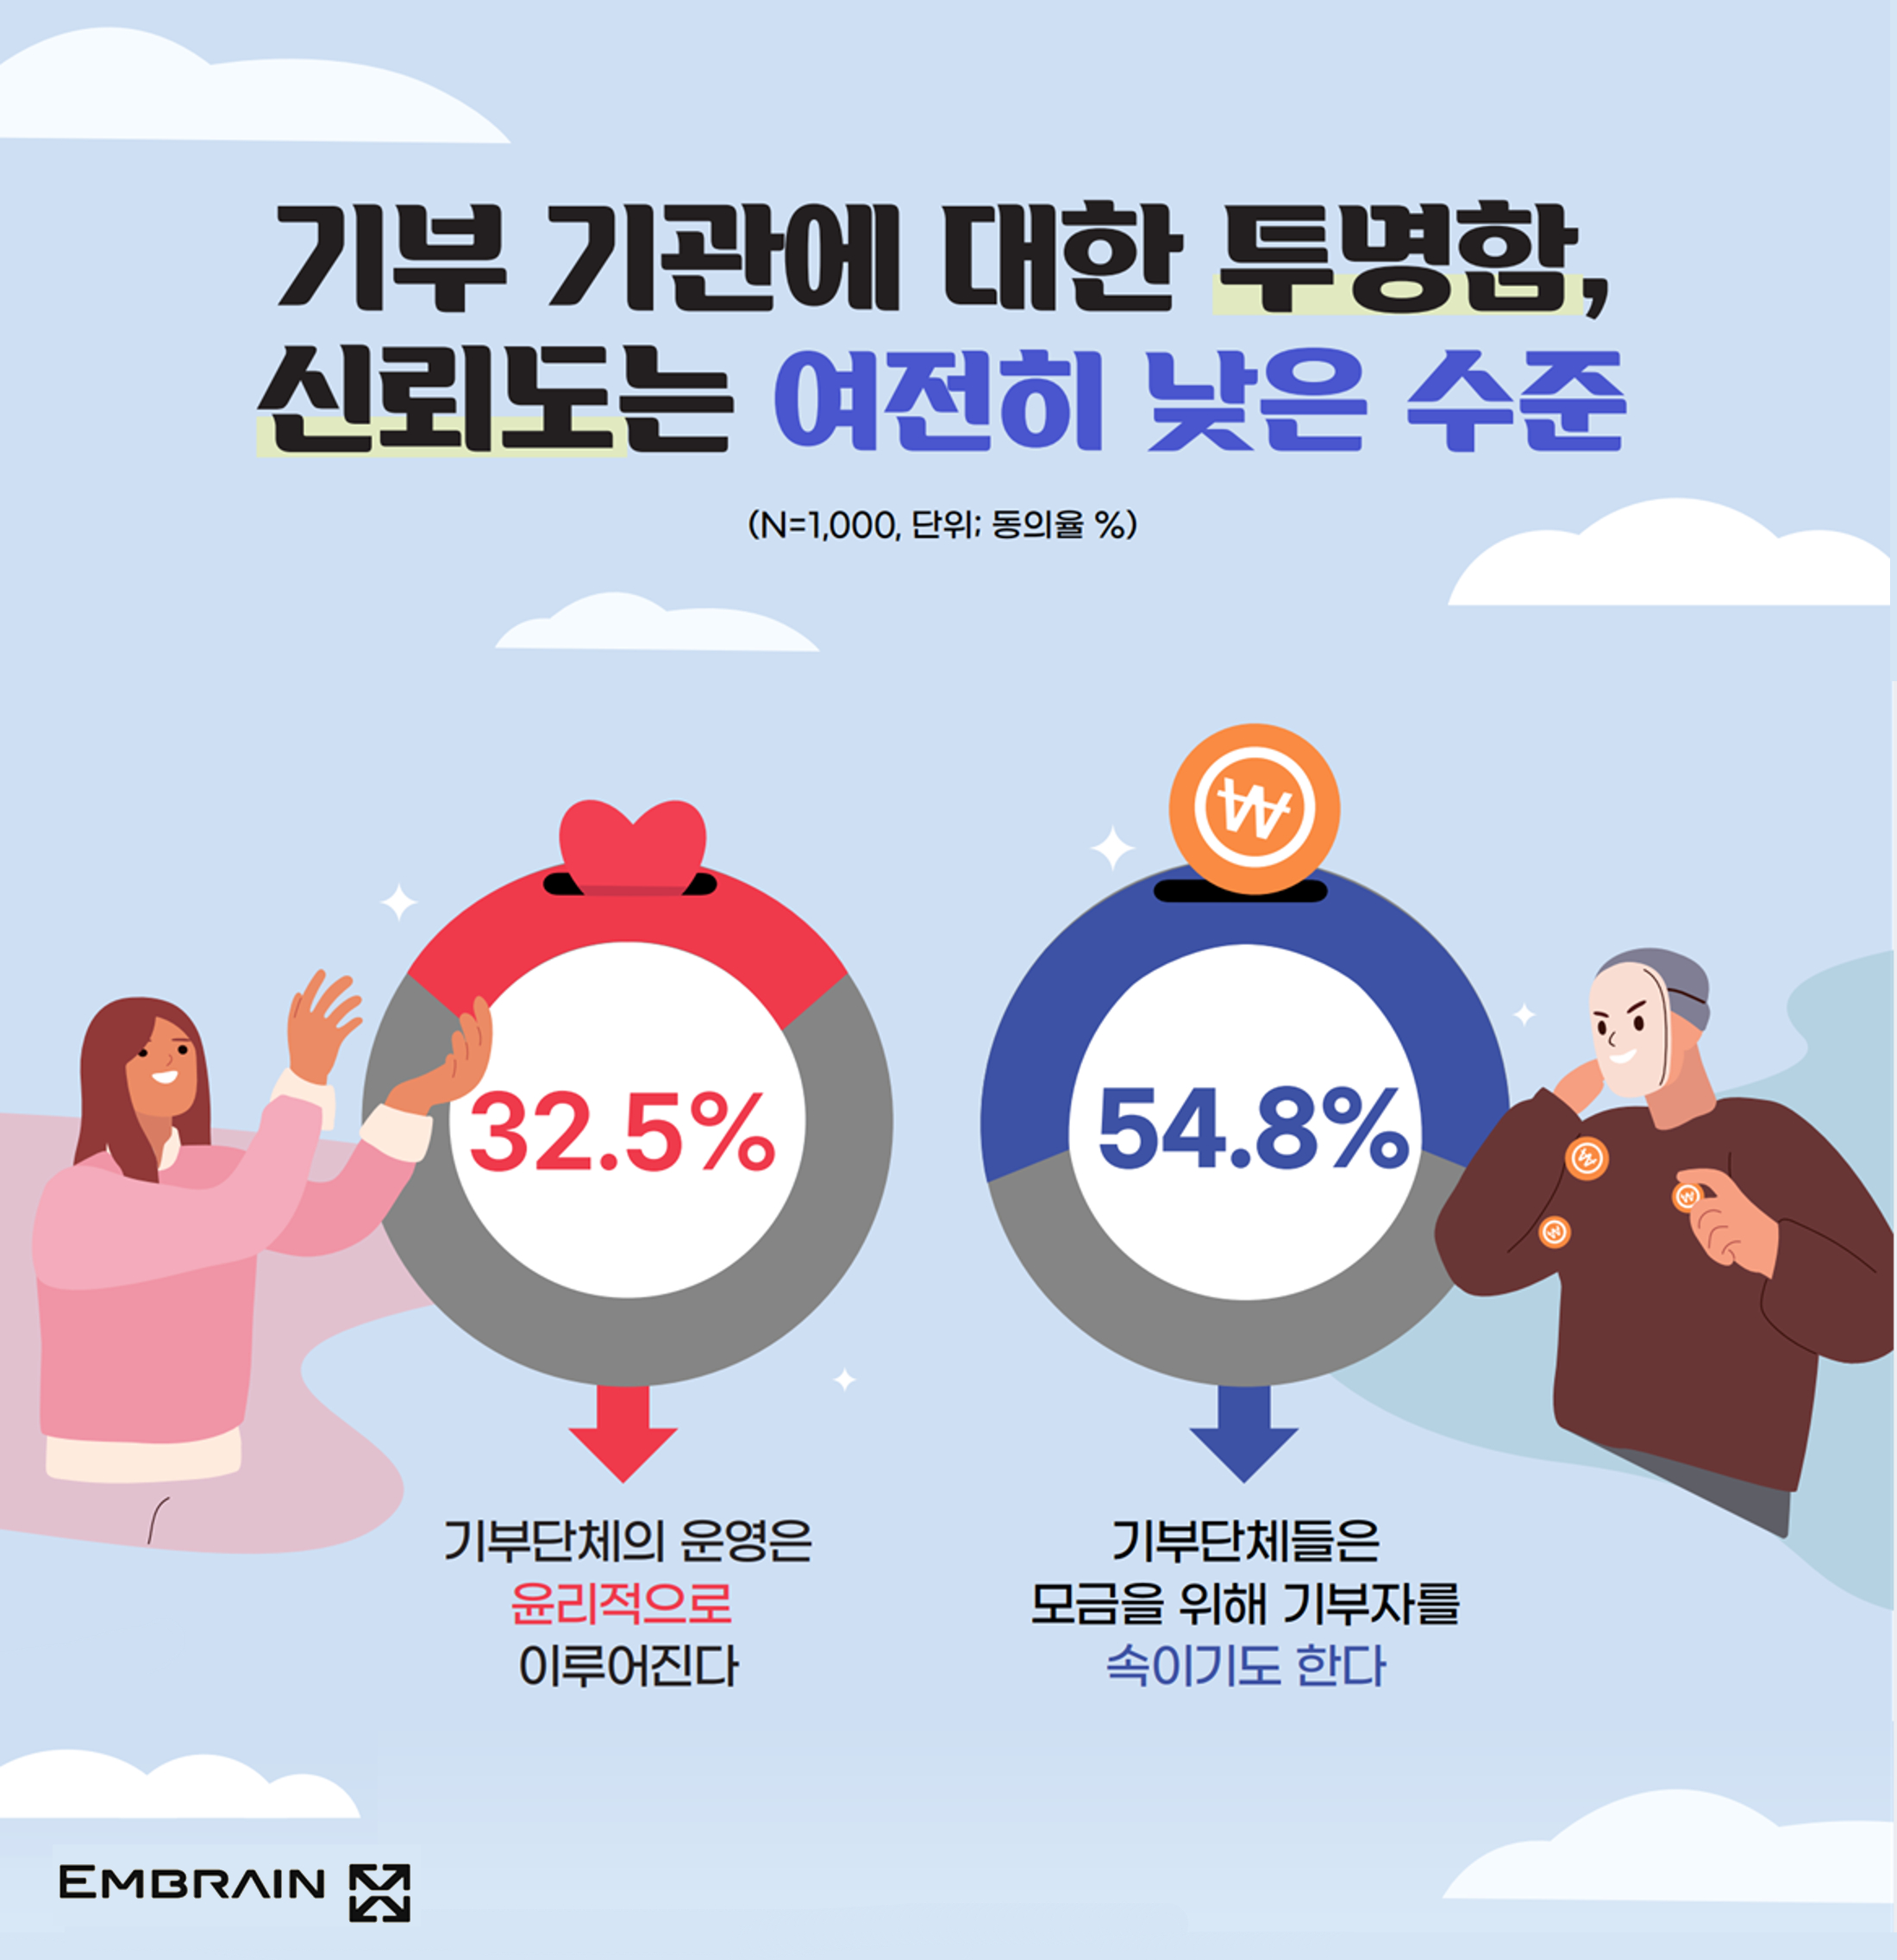 기부 기관에 대한 투명함,
신뢰도는 여전히 낮은 수준
(N=1,000, 단위; 동의율 %)
₩
32.5%
54.8%
기부단체의 운영은
윤리적으로
이루어진다
기부단체들은
모금을 위해 기부자를
속이기도 한다
EMBRAIN